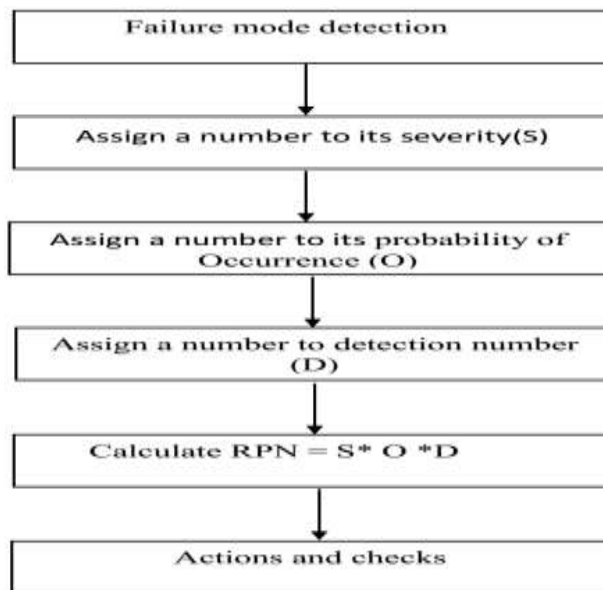 Failure mode detection
Assign a number to its severity(S)
Assign a number to its probability of
Occurrence (O)
Assign a number to detection number
(D)
Calculate RPN = S* O *D
Actions and checks